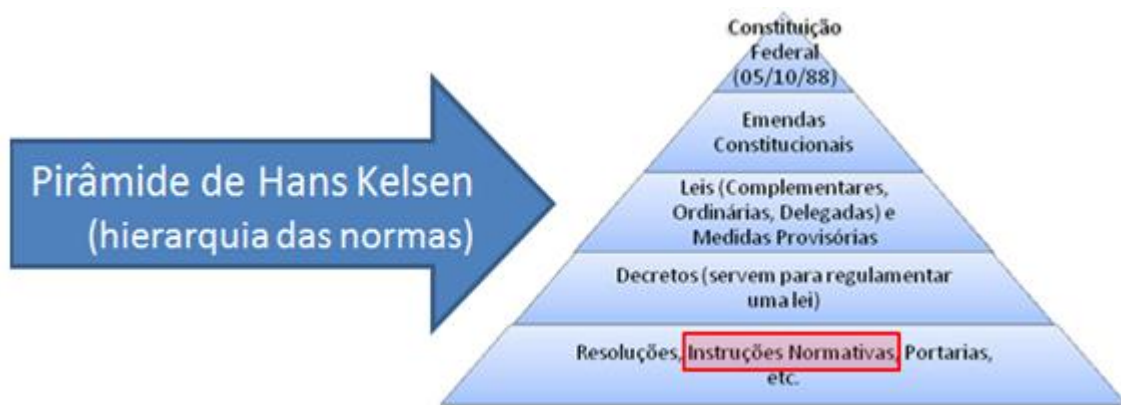 Pirâmide de Hans Kelsen
(hierarquia das normas)
Constituição
Federal
(05/10/88)
Emendas
Constitucionais
Leis (Complementares,
Ordinárias, Delegadas) e
Medidas Provisórias
Decretos (servem para regulamentar
uma lei)
Resoluções, Instruções Normativas, Portarias,
etc.